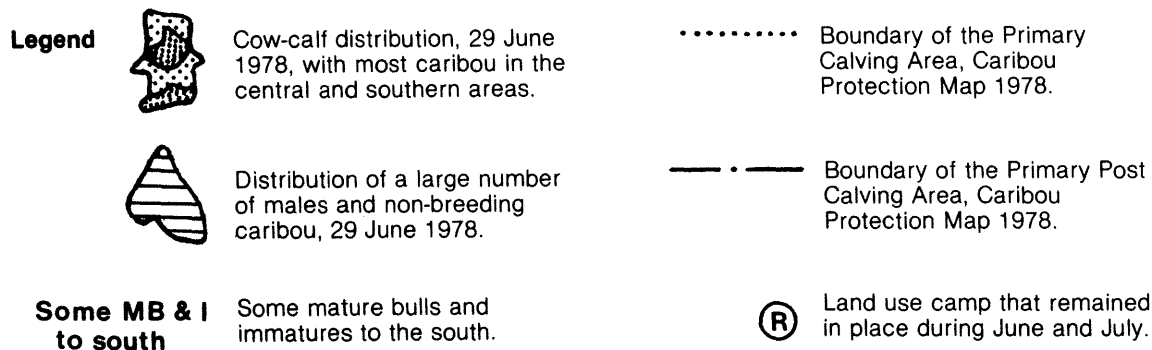 Legend
Cow-calf distribution, 29 June
1978, with most caribou in the
central and southern areas.
Distribution of a large number
of males and non-breeding
caribou, 29 June 1978.
Some MB & I
to south
Some mature bulls and
immatures to the south.
Boundary of the Primary
Calving Area, Caribou
Protection Map 1978.
Boundary of the Primary Post
Calving Area, Caribou
Protection Map 1978.
R
Land use camp that remained
in place during June and July.